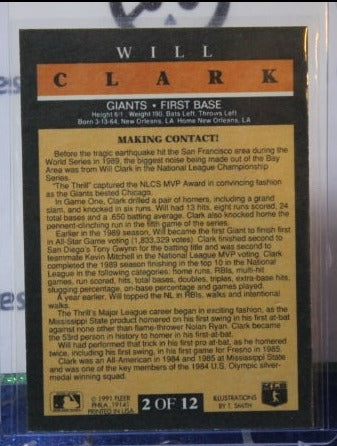 WILL
CLARK
GIANTS • FIRST BASE
Height 6/1 Weight 190, Bats Left, Throws Left
Born 3-13-64, New Orleans, LA Home New Orleans, LA
MAKING CONTACT!
Before the tragic earthquake hit the San Francisco area during the
World Series in 1989, the biggest noise being made out of the Bay
Area was from Will Clark in the National League Championship
Series.
"The Thrill" captured the NLCS MVP Award in convincing fashion
as the Giants bested Chicago.
In Game One, Clark drilled a pair of homers, including a grand
slam, and knocked in six runs. Will had 13 hits, eight runs scored, 24
total bases and a .650 batting average. Clark also knocked home the
pennent-clinching run in the fifth game of the series.
Earlier in the 1989 season, Will became the first Giant to finish first
in All-Star Game voting (1,833,329 votes). Clark finished second to
San Diego's Tony Gwynn for the batting title and was second to
teammate Kevin Mitchell in the National League MVP voting. Clark
completed the 1989 season finishing in the top 10 in the National
League in the following categories: home runs, RBIs, multi-hit
games, run scored, hits, total bases, doubles, triples, extra-base hits,
slugging percentage, on-base percentage and games played.
A year earlier, Will topped the NL in RBIs, walks and intentional
walks.
The Thrill's Major League career began in exciting fashion, as the
Mississippi State product homered on his first swing in his first at-bat
against none other than flame-thrower Nolan Ryan. Clark became
the 53rd person in history to homer in his first at-bat.
Will had performed that trick in his first pro at-bat, as he homered
twice, including his first swing, in his first game for Fresno in 1985.
Clark was an All-American in 1984 and 1985 at Mississippi State
and was one of the key members of the 1984 U.S. Olympic silver-
medal winning squad.
© 1991 FLEER
PHILA. 19141
PRINTED IN USA
2 OF 12
ILLUSTRATIONS
BY T. SMITH